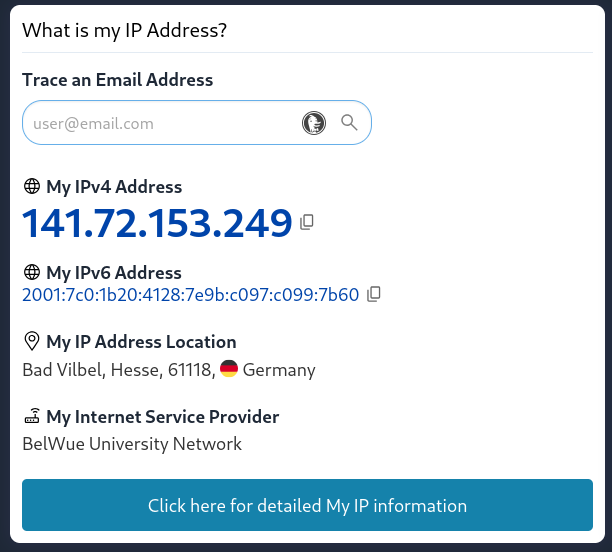 What is my IP Address?
Trace an Email Address
user@email.com
My IPv4 Address
141.72.153.249
My IPv6 Address
2001:7c0:1b20:4128:7e9b:c097:c099:7b60
My IP Address Location
Bad Vilbel, Hesse, 61118, Germany
My Internet Service Provider
BelWue University Network
Click here for detailed My IP information